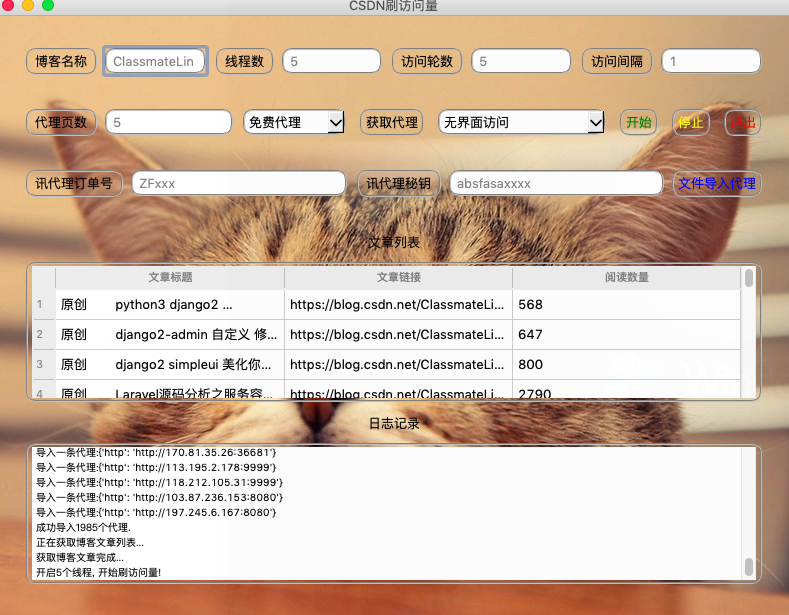 CSDN刷访问量
博客名称 ClassmateLin 线程数 5 访问轮数 5 访问间隔 1
代理页数 5 免费代理 获取代理 无界面访问 开始 停止 退出
讯代理订单号 ZFxxx 讯代理秘钥 absfasaxxxx 文件导入代理
文章列表
文章标题 文章链接 阅读数量
1 原创 python3 django2 ... https://blog.csdn.net/ClassmateLi... 568
2 原创 django2-admin 自定义 修... https://blog.csdn.net/ClassmateLi... 647
3 原创 django2 simpleui 美化你... https://blog.csdn.net/ClassmateLi... 800
4 原创 Laravel源码分析之服务容... https://blog.csdn.net/ClassmateLi... 2790
日志记录
导入一条代理:{'http': 'http://170.81.35.26:36681'}
导入一条代理:{'http': 'http://113.195.2.178:9999'}
导入一条代理:{'http': 'http://118.212.105.31:9999'}
导入一条代理:{'http': 'http://103.87.236.153:8080'}
导入一条代理:{'http': 'http://197.245.6.167:8080'}
成功导入1985个代理.
正在获取博客文章列表...
获取博客文章完成...
开启5个线程, 开始刷访问量!